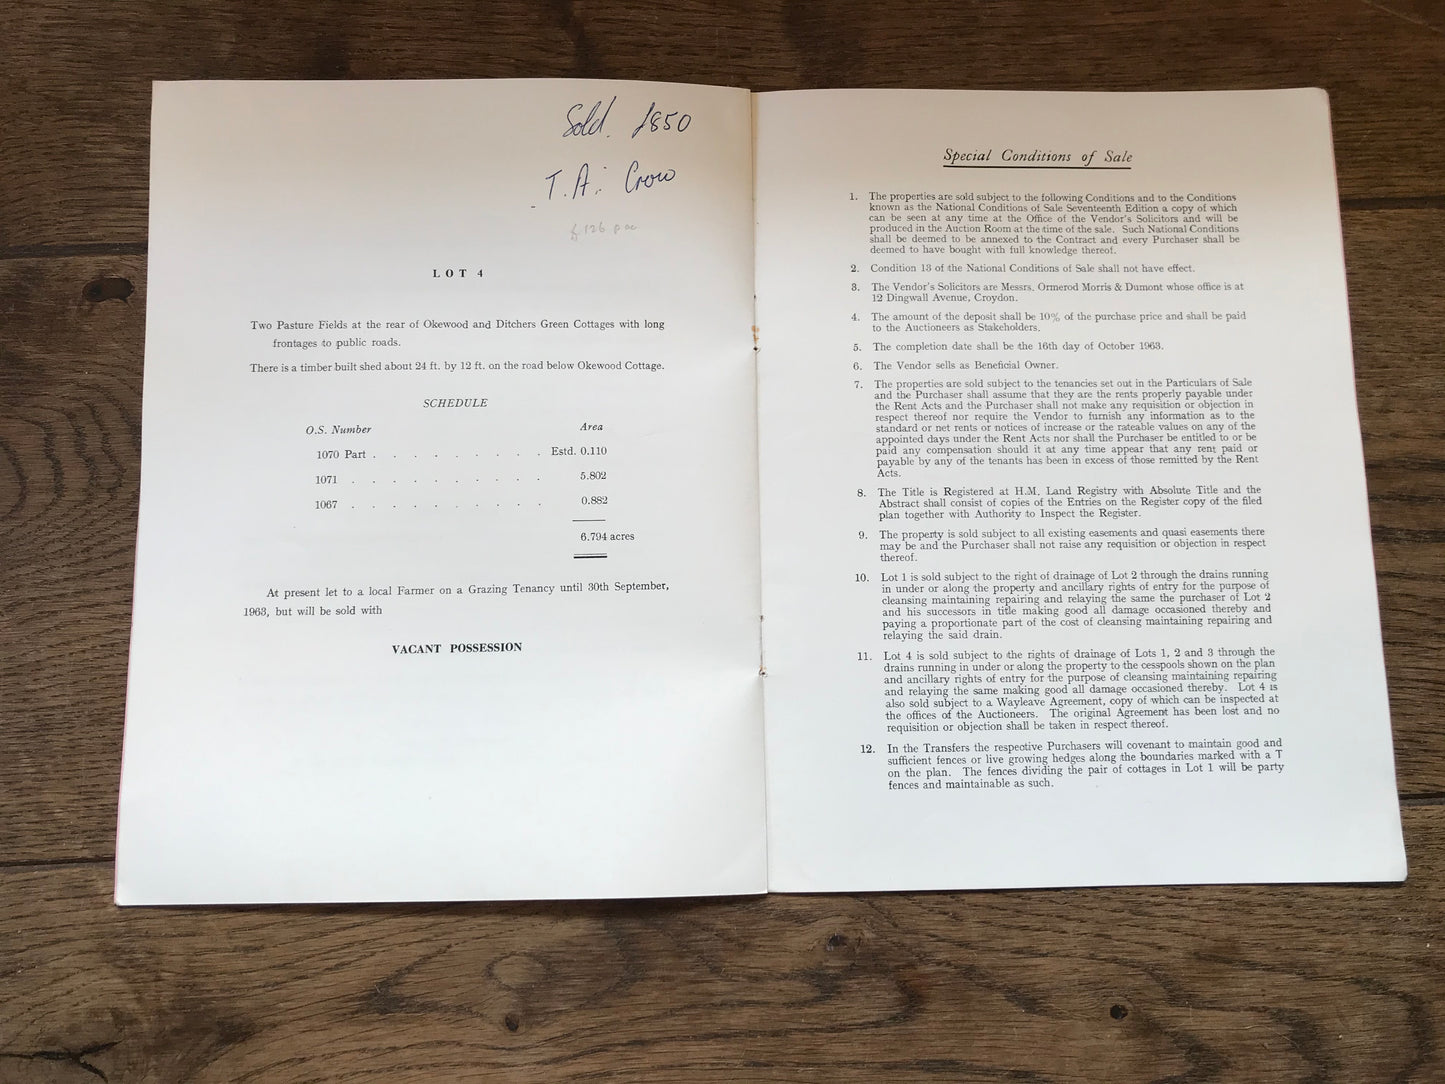 Sold. £850
T. A. Crow
£126 p ac
LOT 4
Two Pasture Fields at the rear of Okewood and Ditchers Green Cottages with long
frontages to public roads.
There is a timber built shed about 24 ft. by 12 ft. on the road below Okewood Cottage.
SCHEDULE
O.S. Number Area
1070 Part . . . . . . . . . Estd. 0.110
1071 . . . . . . . . . . 5.802
1067 . . . . . . . . . . 0.882
6.794 acres
At present let to a local Farmer on a Grazing Tenancy until 30th September,
1963, but will be sold with
VACANT POSSESSION
Special Conditions of Sale
1. The properties are sold subject to the following Conditions and to the Conditions
known as the National Conditions of Sale Seventeenth Edition a copy of which
can be seen at any time at the Office of the Vendor's Solicitors and will be
produced in the Auction Room at the time of the sale. Such National Conditions
shall be deemed to be annexed to the Contract and every Purchaser shall be
deemed to have bought with full knowledge thereof.
2. Condition 13 of the National Conditions of Sale shall not have effect.
3. The Vendor's Solicitors are Messrs. Ormerod Morris & Dumont whose office is at
12 Dingwall Avenue, Croydon.
4. The amount of the deposit shall be 10% of the purchase price and shall be paid
to the Auctioneers as Stakeholders.
5. The completion date shall be the 16th day of October 1963.
6. The Vendor sells as Beneficial Owner.
7. The properties are sold subject to the tenancies set out in the Particulars of Sale
and the Purchaser shall assume that they are the rents properly payable under
the Rent Acts and the Purchaser shall not make any requisition or objection in
respect thereof nor require the Vendor to furnish any information as to the
standard or net rents or notices of increase or the rateable values on any of the
appointed days under the Rent Acts nor shall the Purchaser be entitled to or be
paid any compensation should it at any time appear that any rent paid or
payable by any of the tenants has been in excess of those remitted by the Rent
Acts.
8. The Title is Registered at H.M. Land Registry with Absolute Title and the
Abstract shall consist of copies of the Entries on the Register copy of the filed
plan together with Authority to Inspect the Register.
9. The property is sold subject to all existing easements and quasi easements there
may be and the Purchaser shall not raise any requisition or objection in respect
thereof.
10. Lot 1 is sold subject to the right of drainage of Lot 2 through the drains running
in under or along the property and ancillary rights of entry for the purpose of
cleansing maintaining repairing and relaying the same the purchaser of Lot 2
and his successors in title making good all damage occasioned thereby and
paying a proportionate part of the cost of cleansing maintaining repairing and
relaying the said drain.
11. Lot 4 is sold subject to the rights of drainage of Lots 1, 2 and 3 through the
drains running in under or along the property to the cesspools shown on the plan
and ancillary rights of entry for the purpose of cleansing maintaining repairing
and relaying the same making good all damage occasioned thereby. Lot 4 is
also sold subject to a Wayleave Agreement, copy of which can be inspected at
the offices of the Auctioneers. The original Agreement has been lost and no
requisition or objection shall be taken in respect thereof.
12. In the Transfers the respective Purchasers will covenant to maintain good and
sufficient fences or live growing hedges along the boundaries marked with a T
on the plan. The fences dividing the pair of cottages in Lot 1 will be party
fences and maintainable as such.